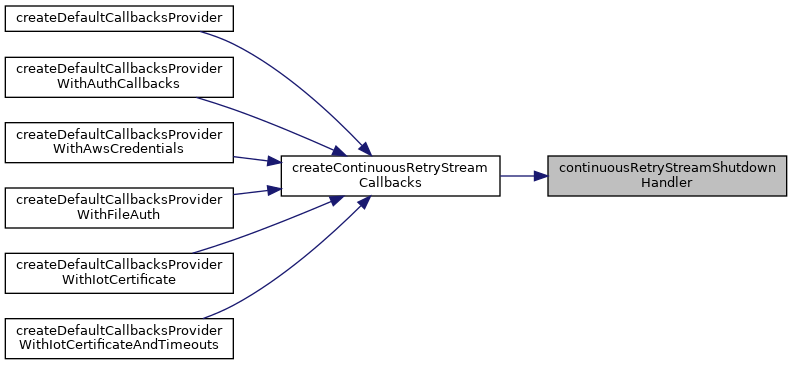 createDefaultCallbacksProvider
createDefaultCallbacksProvider
WithAuthCallbacks
createDefaultCallbacksProvider
WithAwsCredentials
createDefaultCallbacksProvider
WithFileAuth
createDefaultCallbacksProvider
WithIotCertificate
createDefaultCallbacksProvider
WithIotCertificateAndTimeouts
createContinuousRetryStream
Callbacks
continuousRetryStreamShutdown
Handler